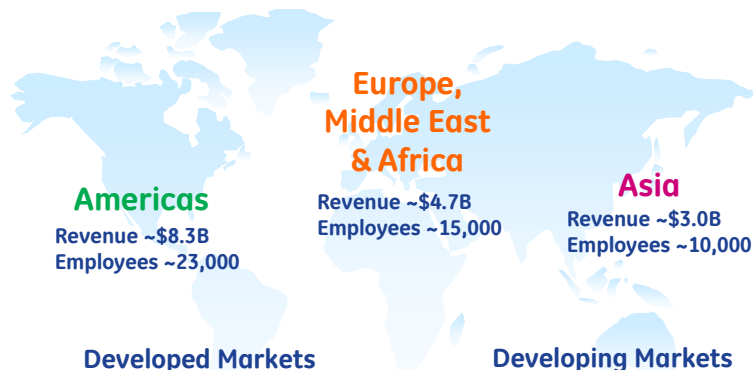 Europe,
Middle East
& Africa
Revenue ~$4.7B
Employees ~15,000
Americas
Revenue ~$8.3B
Employees ~23,000
Asia
Revenue ~$3.0B
Employees ~10,000
Developed Markets
Developing Markets